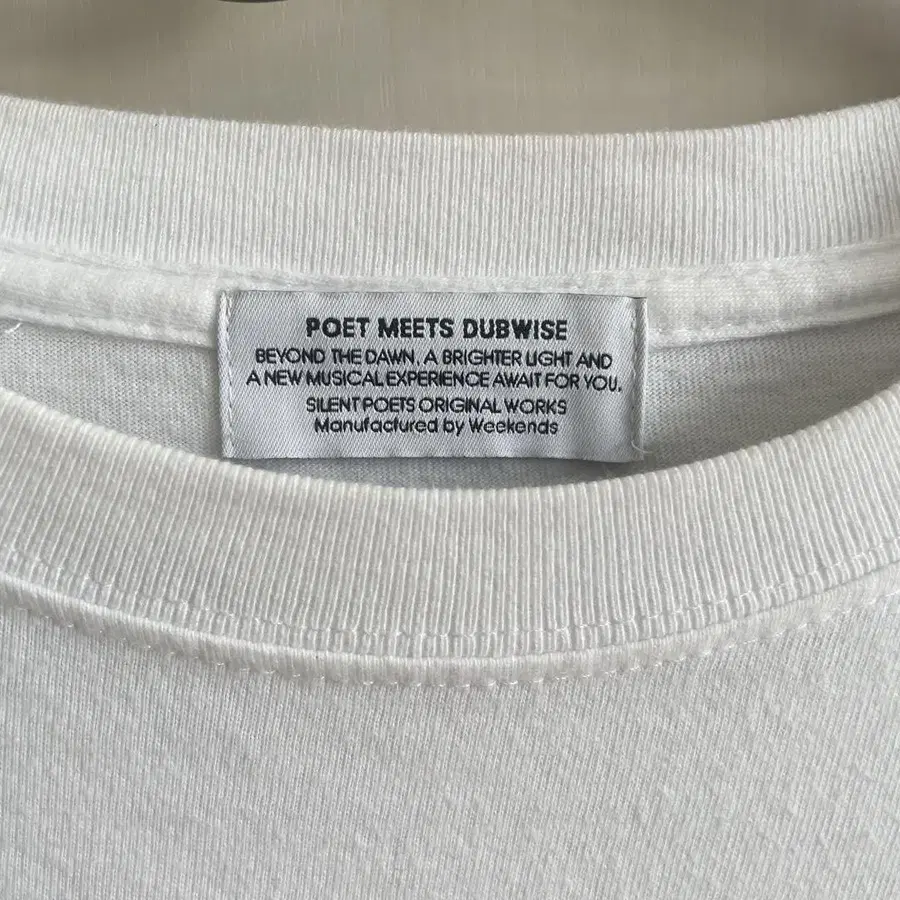 POET MEETS DUBWISE
BEYOND THE DAWN, A BRIGHTER LIGHT AND
A NEW MUSICAL EXPERIENCE AWAIT FOR YOU.
SILENT POETS ORIGINAL WORKS
Manufactured by Weekends